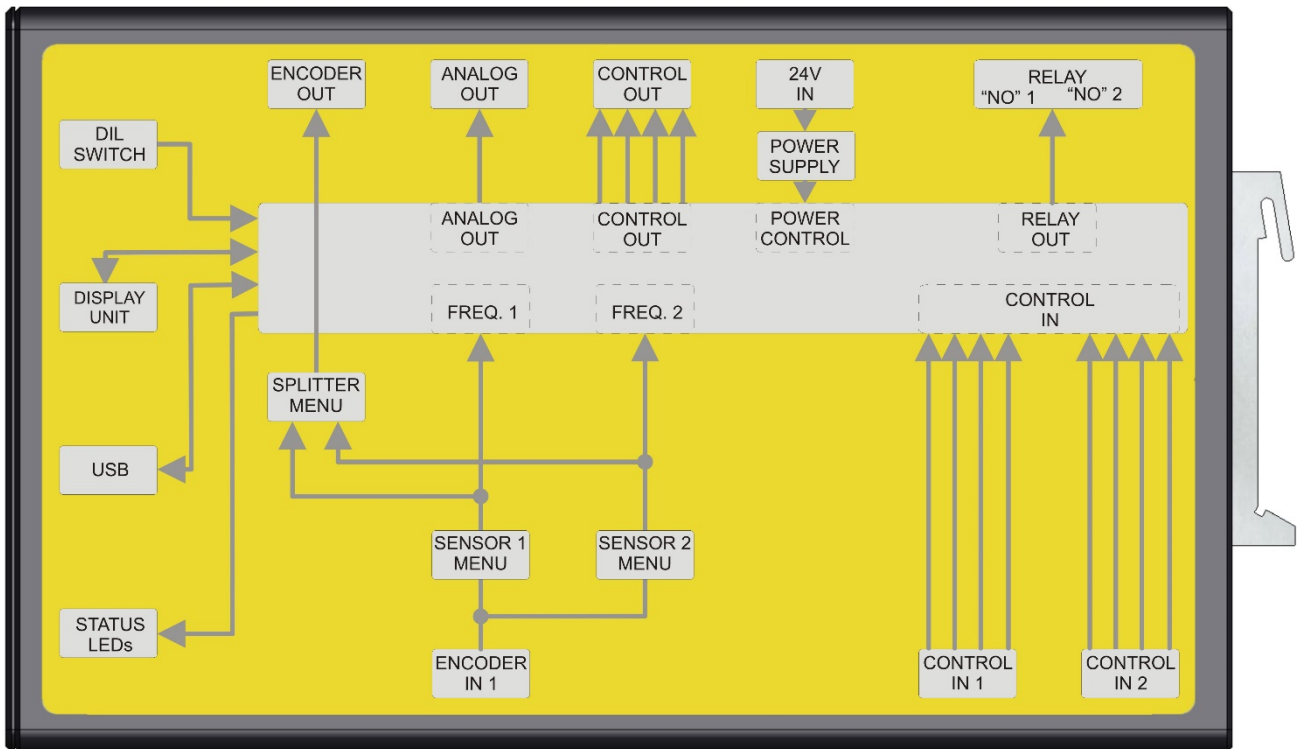 ENCODER
OUT
ANALOG
OUT
CONTROL
OUT
24V
IN
RELAY
“NO” 1 “NO” 2
DIL
SWITCH
POWER
SUPPLY
ANALOG
OUT
CONTROL
OUT
POWER
CONTROL
RELAY
OUT
DISPLAY
UNIT
FREQ. 1
FREQ. 2
CONTROL
IN
SPLITTER
MENU
USB
SENSOR 1
MENU
SENSOR 2
MENU
STATUS
LEDs
ENCODER
IN 1
CONTROL
IN 1
CONTROL
IN 2